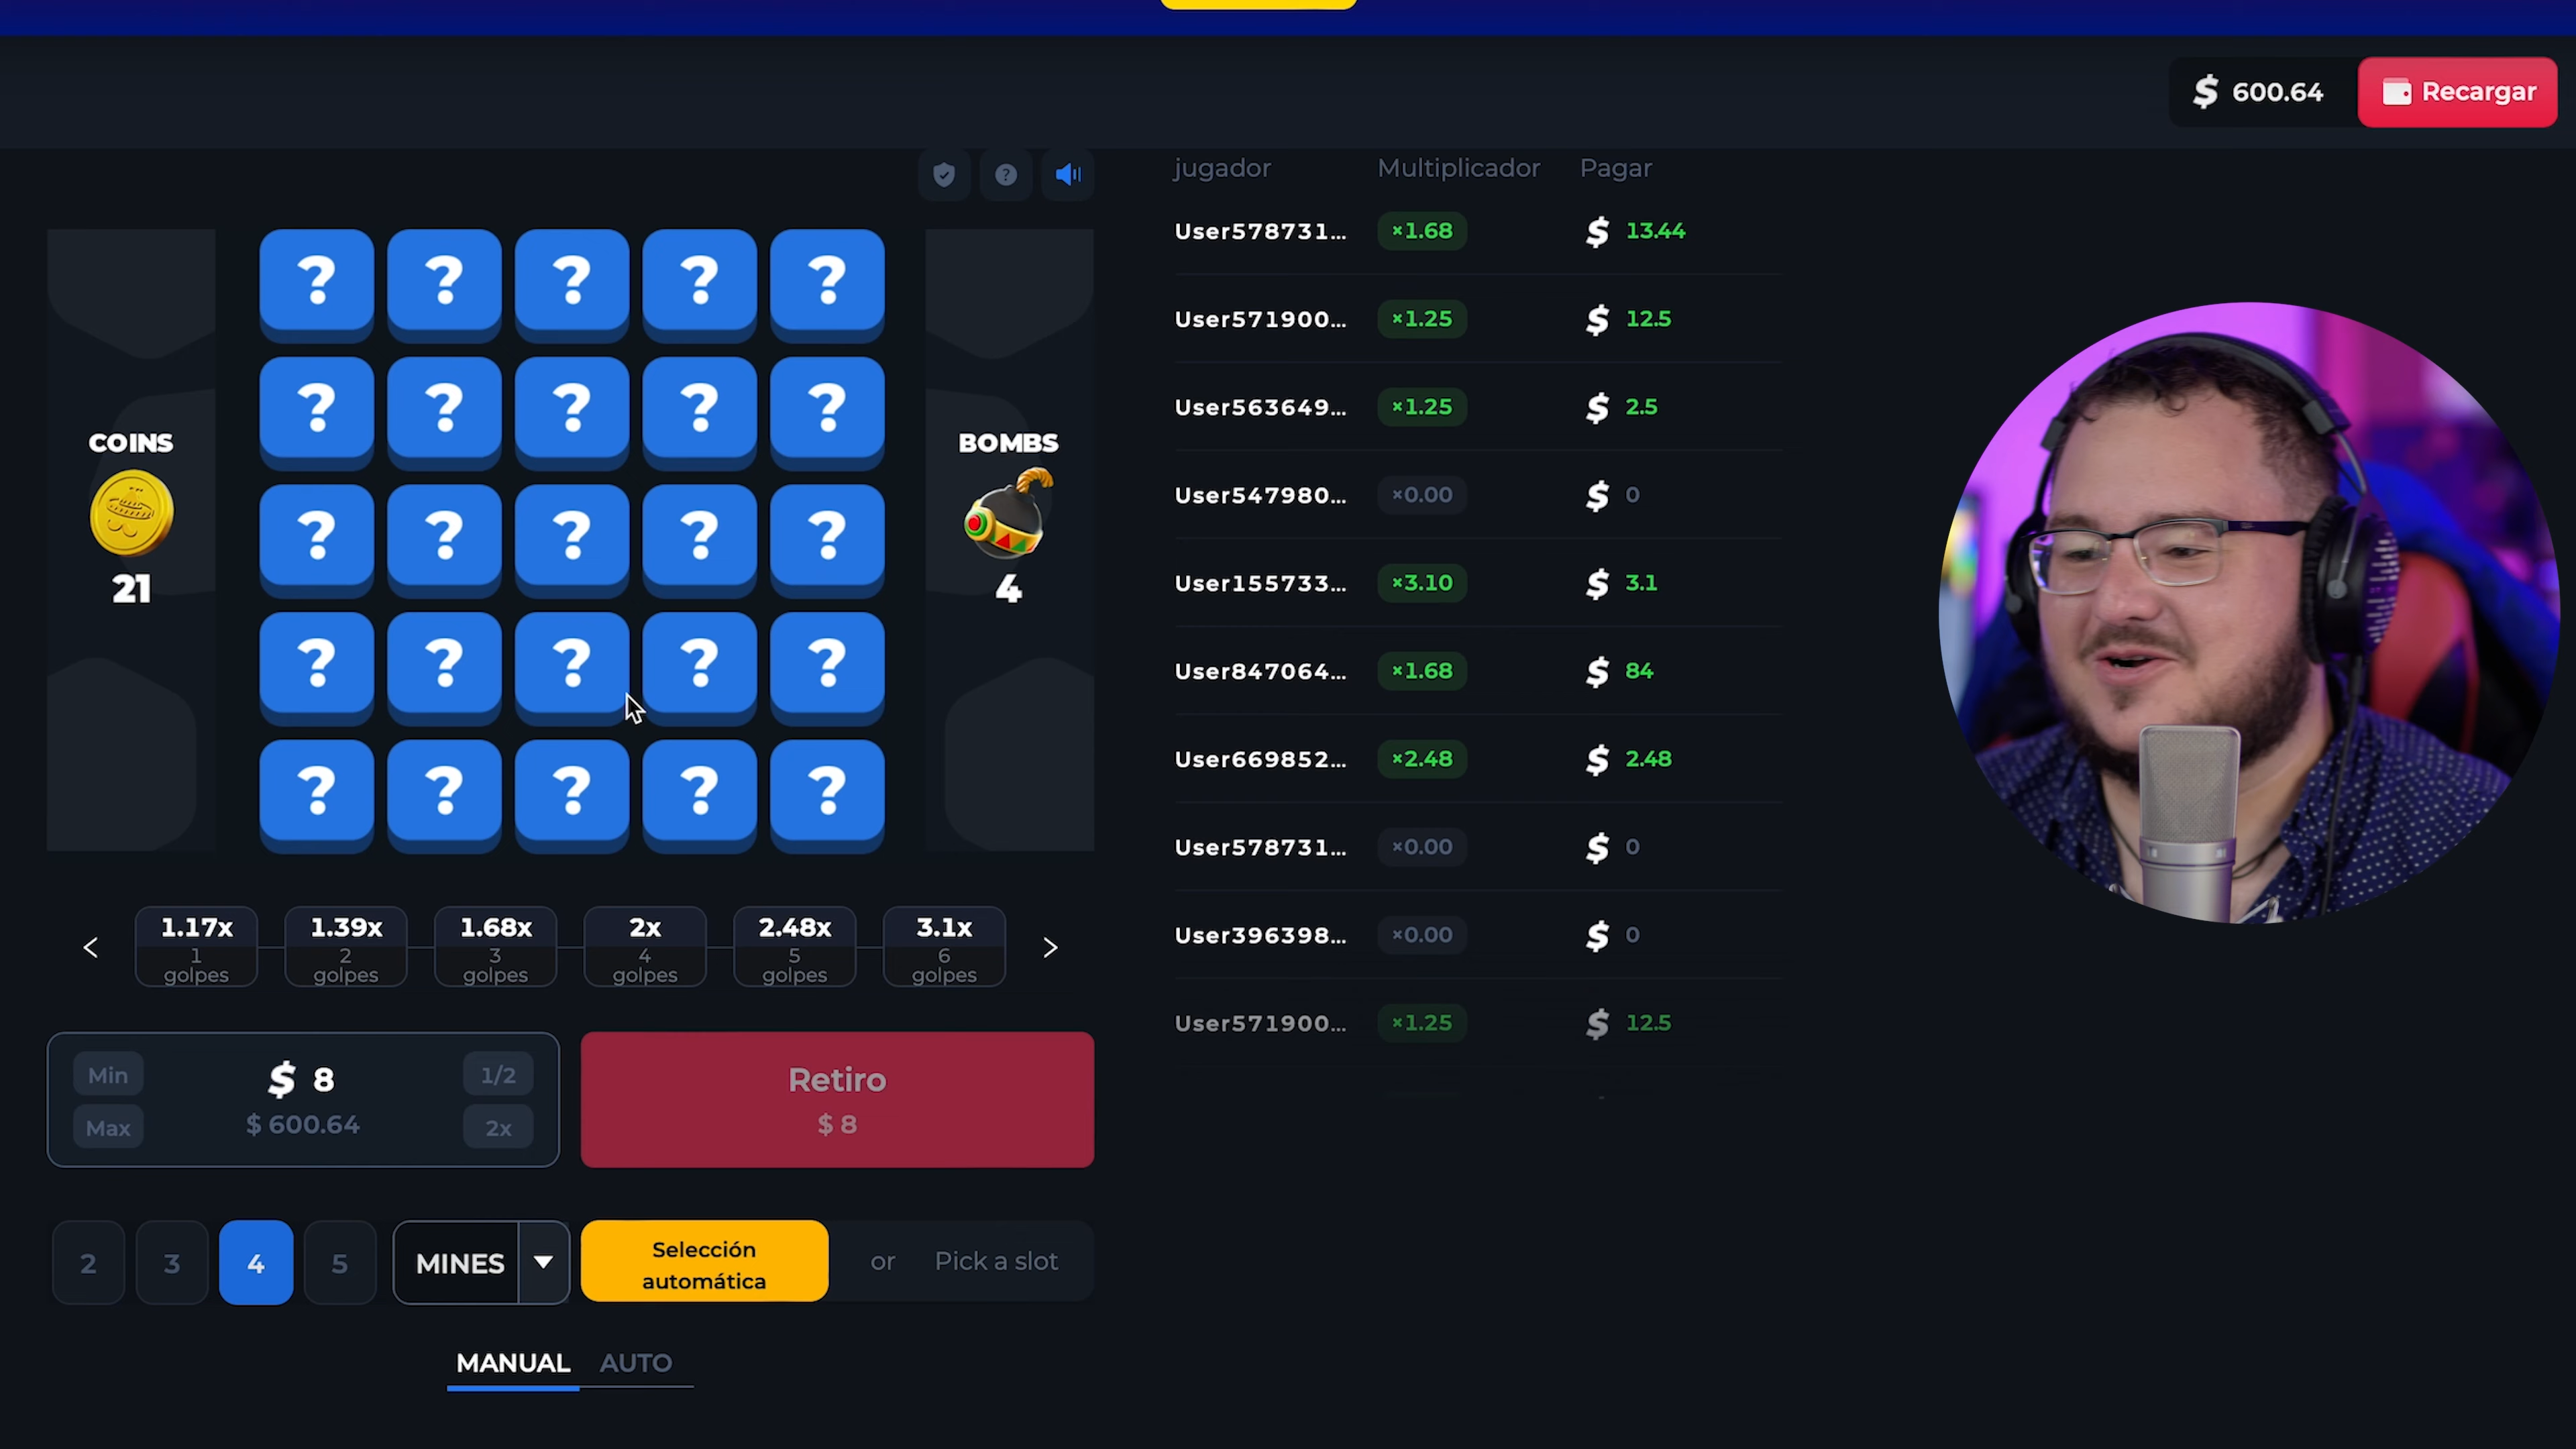 $ 600.64
Recargar
jugador Multiplicador Pagar
User578731... ×1.68 $ 13.44
User571900... ×1.25 $ 12.5
User563649... ×1.25 $ 2.5
User547980... ×0.00 $ 0
User155733... ×3.10 $ 3.1
User847064... ×1.68 $ 84
User669852... ×2.48 $ 2.48
User578731... ×0.00 $ 0
User396398... ×0.00 $ 0
User571900... ×1.25 $ 12.5
?
? ? ? ? ?
? ? ? ? ?
? ? ? ? ?
? ? ? ? ?
? ? ? ? ?
COINS
21
BOMBS
4
< 1.17x 1.39x 1.68x 2x 2.48x 3.1x >
1 2 3 4 5 6
golpes golpes golpes golpes golpes golpes
Min $ 8 1/2
Max $ 600.64 2x
Retiro
$ 8
2 3 4 5 MINES
Selección
automática
or Pick a slot
MANUAL AUTO